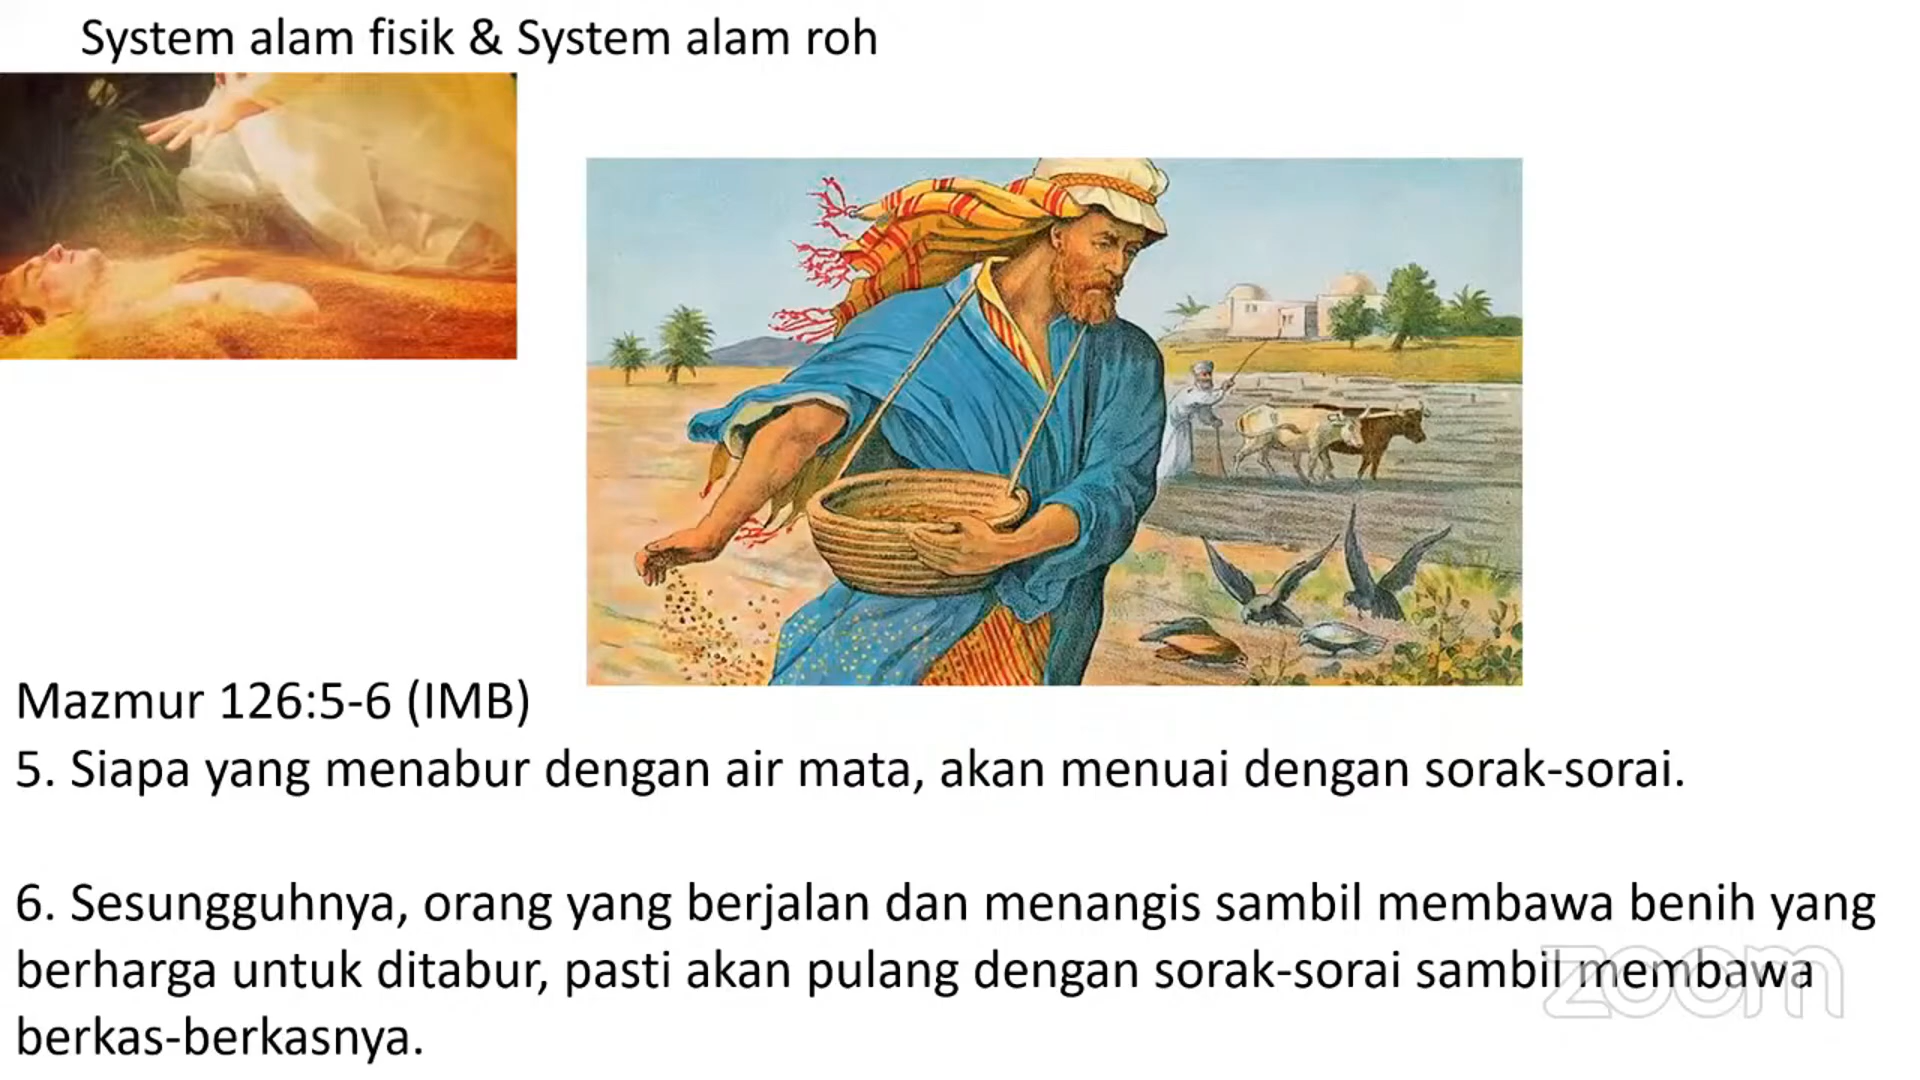 System alam fisik & System alam roh
Mazmur 126:5-6 (IMB)
5. Siapa yang menabur dengan air mata, akan menuai dengan sorak-sorai.
6. Sesungguhnya, orang yang berjalan dan menangis sambil membawa benih yang
berharga untuk ditabur, pasti akan pulang dengan sorak-sorai sambil membawa
berkas-berkasnya.
zoom